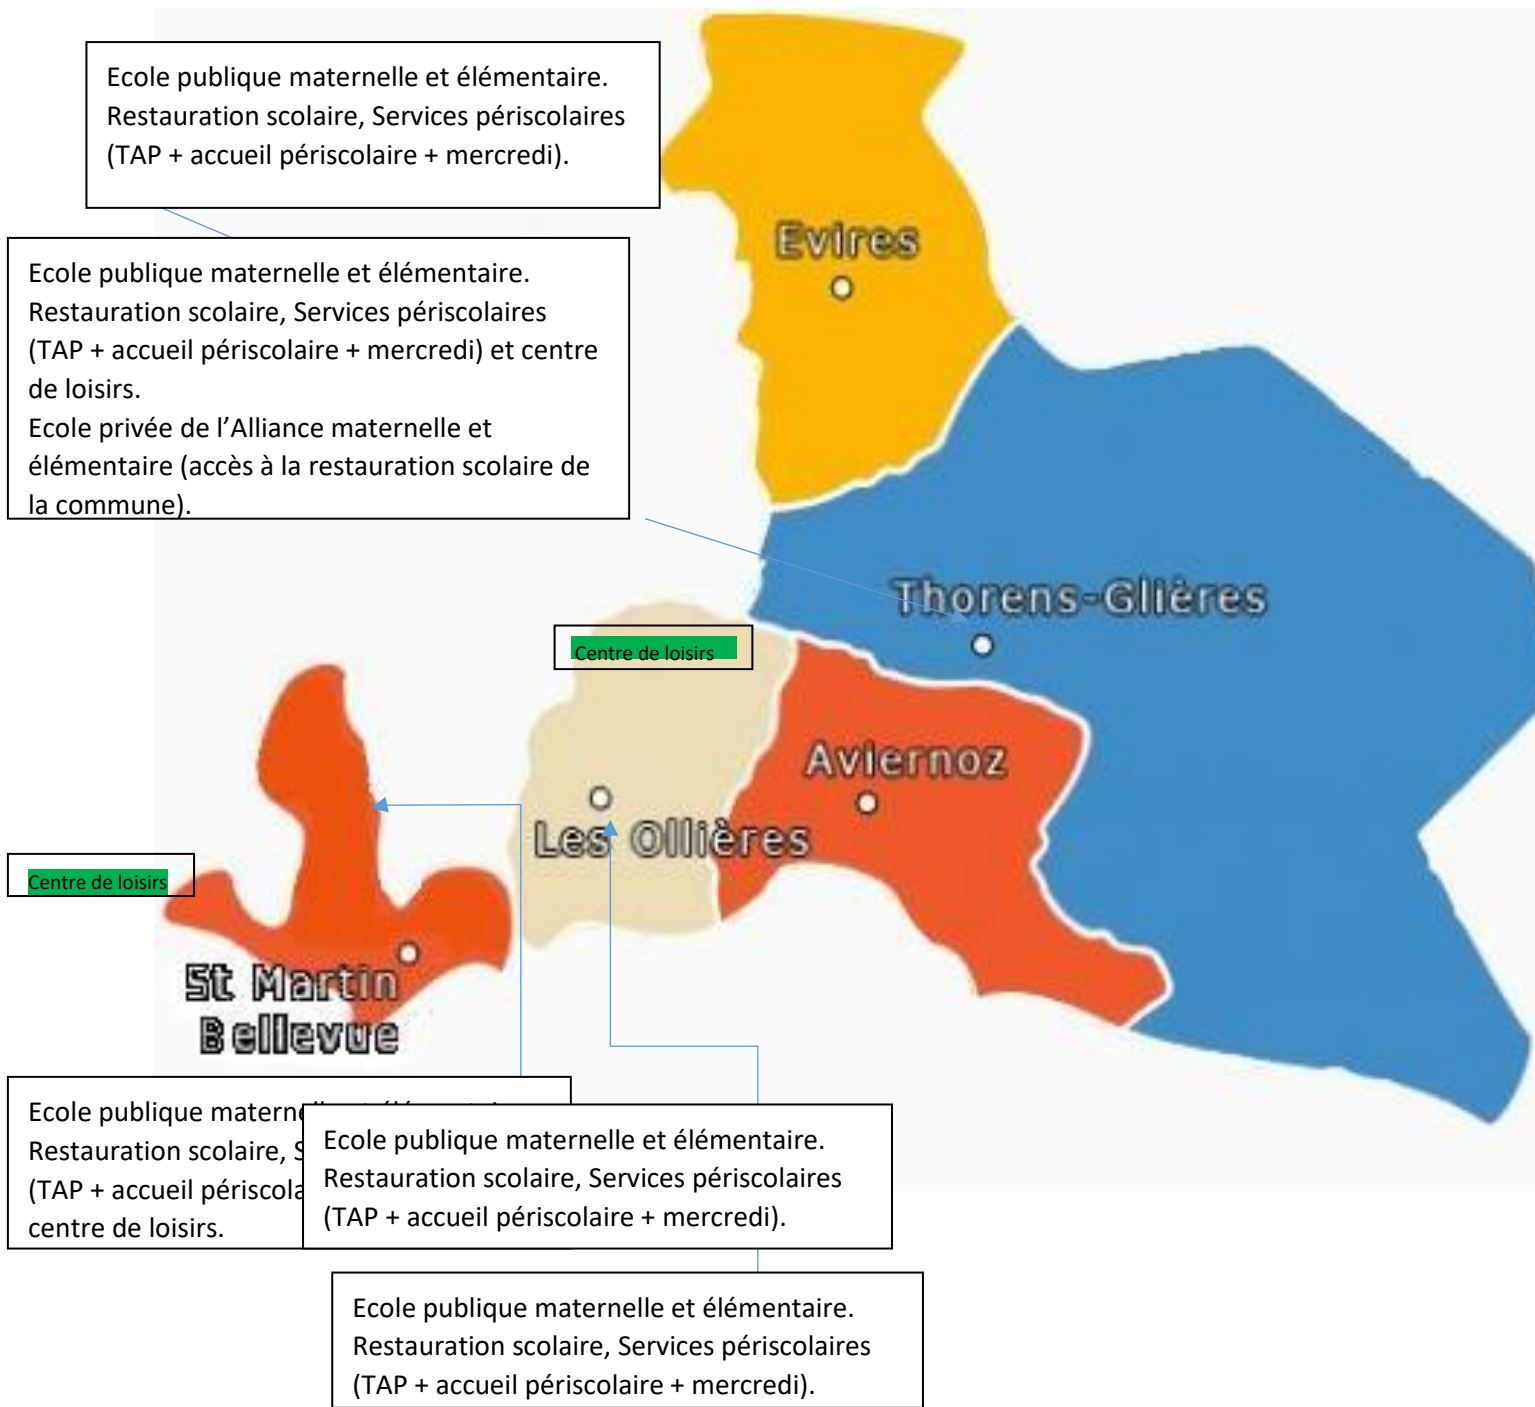 Ecole publique maternelle et élémentaire.
Restauration scolaire, Services périscolaires
(TAP + accueil périscolaire + mercredi).
Evires
Ecole publique maternelle et élémentaire.
Restauration scolaire, Services périscolaires
(TAP + accueil périscolaire + mercredi) et centre
de loisirs.
Ecole privée de l’Alliance maternelle et
élémentaire (accès à la restauration scolaire de
la commune).
Thorens-Glières
Centre de loisirs
Aviernoz
Les Ollières
Centre de loisirs
St Martin
Bellevue
Ecole publique
Restauration scolaire,
(TAP + accueil
centre de loisirs.
Ecole publique maternelle et élémentaire.
Restauration scolaire, Services périscolaires
(TAP + accueil périscolaire + mercredi).
Ecole publique maternelle et élémentaire.
Restauration scolaire, Services périscolaires
(TAP + accueil périscolaire + mercredi).